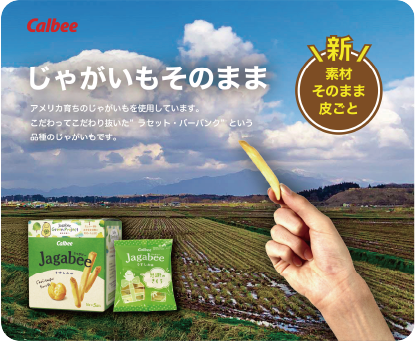 Calbee
じゃがいもそのまま
アメリカ育ちのじゃがいもを使用しています。
こだわってこだわり抜いた”ラセット・バーバンク”という
品種のじゃがいもです。
新
素材
そのまま
皮ごと
Calbee
Jagabee
Calbee
Jagabee